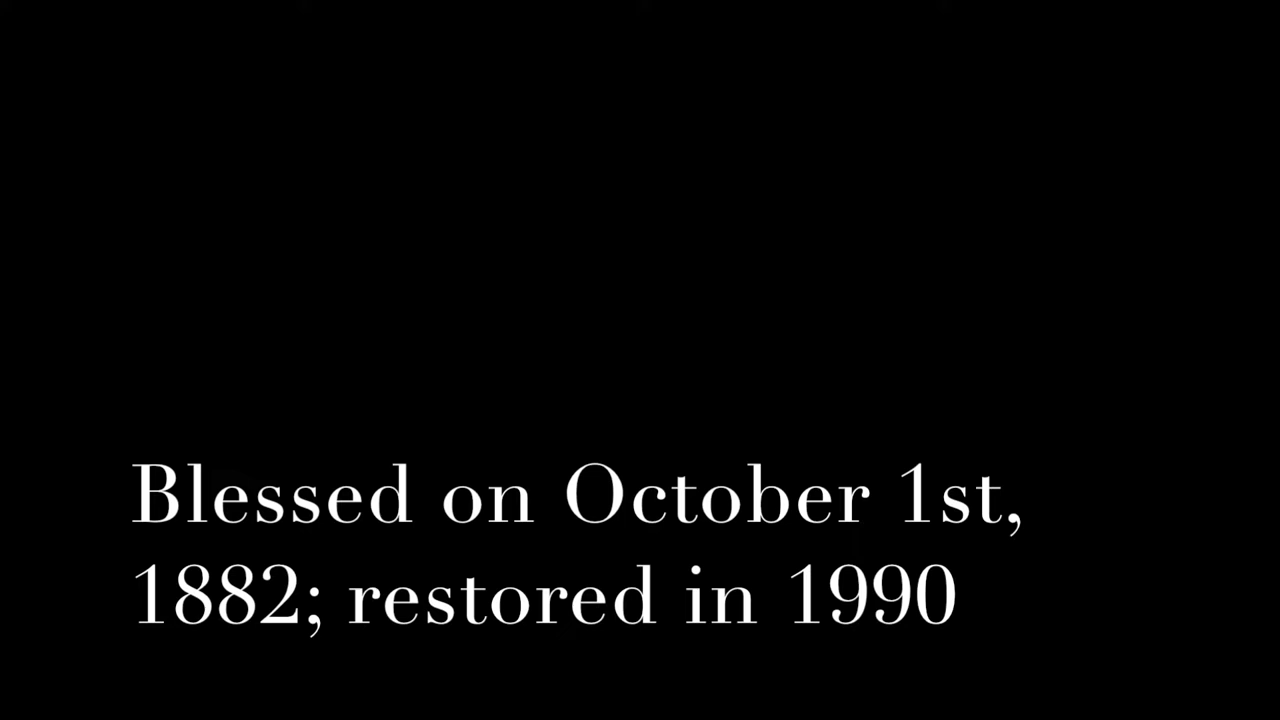 Blessed on October 1st,
1882; restored in 1990